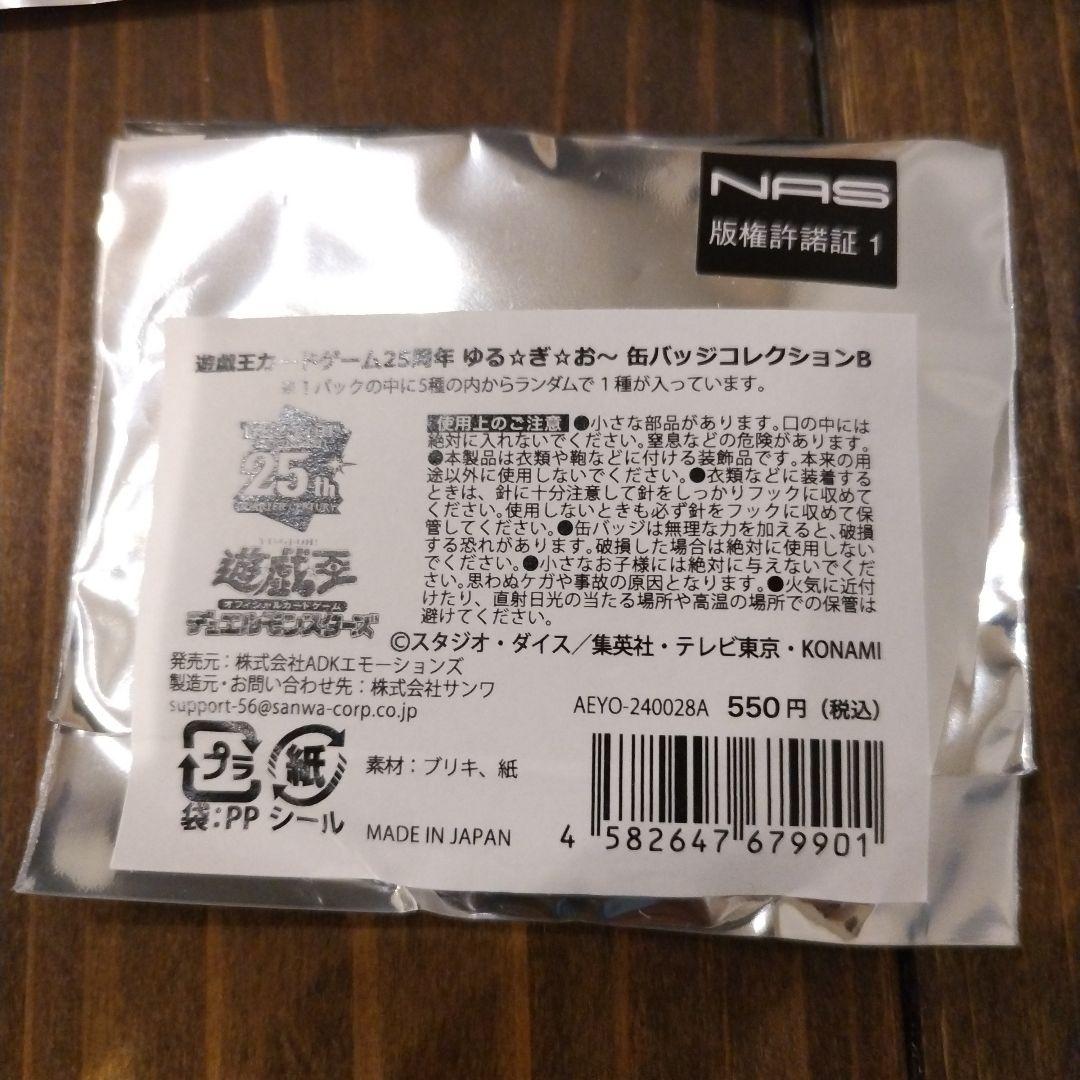 NAS
版権許諾証 1
遊戯王カードゲーム25周年 ゆる☆ぎ☆お～ 缶バッジコレクションB
※1パックの中に5種の内からランダムで1種が入っています。
25th
QUARTER CENTURY
遊戯王
オフィシャルカードゲーム
デュエルモンスターズ
使用上のご注意 ●小さな部品があります。口の中には
絶対に入れないでください。窒息などの危険があります。
●本製品は衣類や鞄などに付ける装飾品です。本来の用
途以外に使用しないでください。●衣類などに装着する
ときは、針に十分注意して針をしっかりフックに収めて
ください。使用しないときも必ず針をフックに収めて保
管してください。●缶バッジは無理な力を加えると、破損
する恐れがあります。破損した場合は絶対に使用しない
でください。●小さなお子様には絶対に与えないでくだ
さい。思わぬケガや事故の原因となります。●火気に近付
けたり、直射日光の当たる場所や高温の場所での保管は
避けてください。
©スタジオ・ダイス／集英社・テレビ東京・KONAMI
発売元：株式会社ADKエモーションズ
製造元・お問い合わせ先：株式会社サンワ
support-56@sanwa-corp.co.jp
AEYO-240028A 550円（税込）
プラ 紙 素材：ブリキ、紙
袋：PP シール
MADE IN JAPAN
4 582647 679901